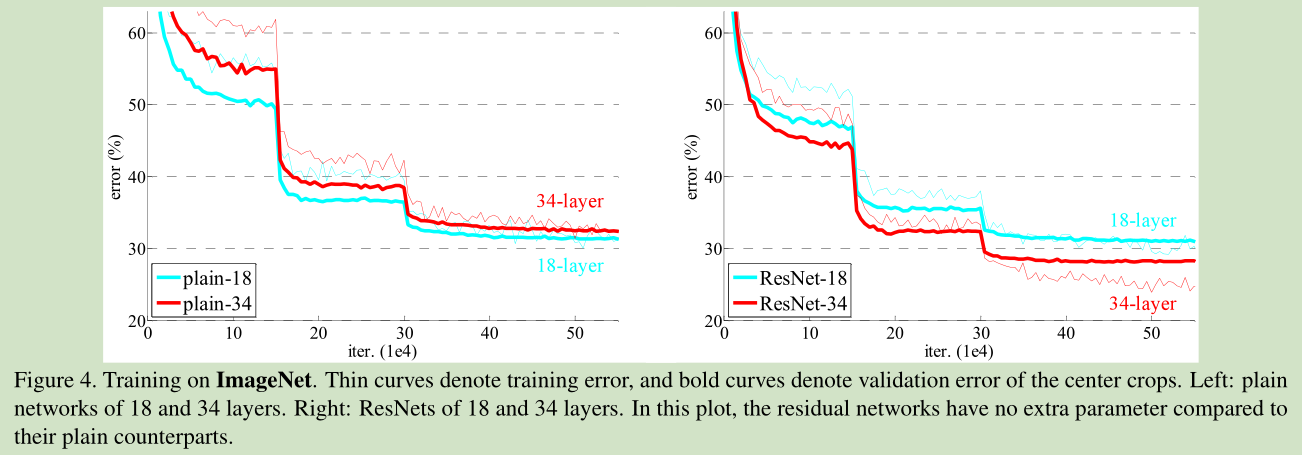 60
50
40
30
20
error (%)
0
10
20
30
40
50
iter. (1e4)
34-layer
18-layer
plain-18
plain-34
60
50
40
30
20
error (%)
0
10
20
30
40
50
iter. (1e4)
18-layer
34-layer
ResNet-18
ResNet-34
Figure 4. Training on ImageNet. Thin curves denote training error, and bold curves denote validation error of the center crops. Left: plain
networks of 18 and 34 layers. Right: ResNets of 18 and 34 layers. In this plot, the residual networks have no extra parameter compared to
their plain counterparts.